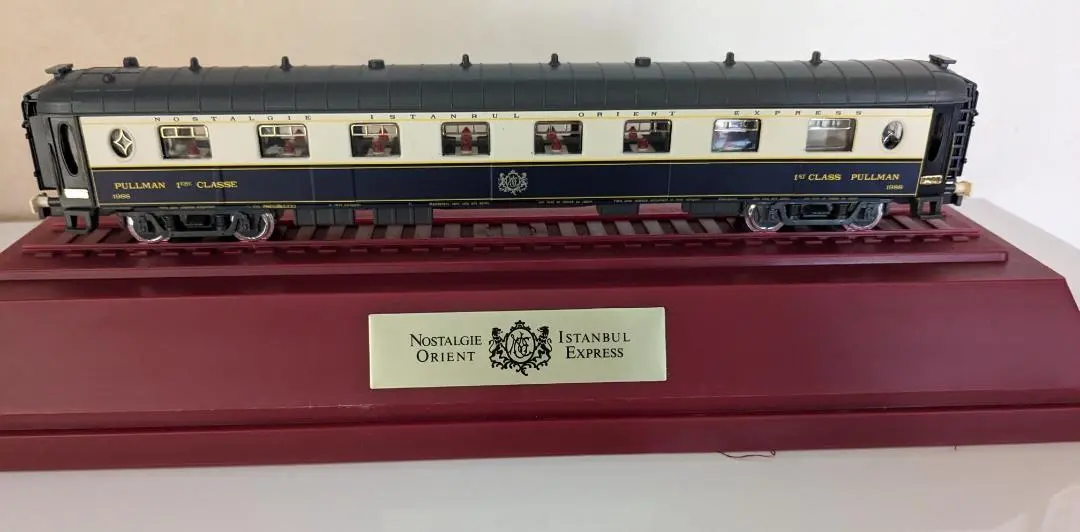 NOSTALGIE ISTANBUL ORIENT EXPRESS
PULLMAN 1ÈRE CLASSE
1988
1ST CLASS PULLMAN
1988
NOSTALGIE ISTANBUL
ORIENT EXPRESS